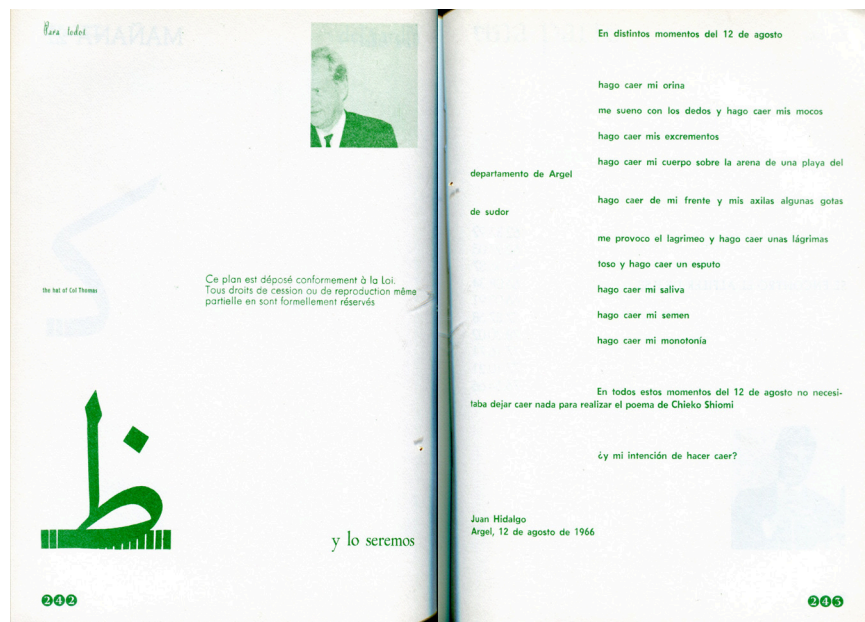 Para todos
the hat of Col Thomas
Ce plan est déposé conformement à la Loi.
Tous droits de cession ou de reproduction même
partielle en sont formellement réservés
ظ
y lo seremos
242
En distintos momentos del 12 de agosto
hago caer mi orina
me sueno con los dedos y hago caer mis mocos
hago caer mis excrementos
hago caer mi cuerpo sobre la arena de una playa del
departamento de Argel
hago caer de mi frente y mis axilas algunas gotas
de sudor
me provoco el lagrimeo y hago caer unas lágrimas
toso y hago caer un esputo
hago caer mi saliva
hago caer mi semen
hago caer mi monotonía
En todos estos momentos del 12 de agosto no necesi-
taba dejar caer nada para realizar el poema de Chieko Shiomi
¿y mi intención de hacer caer?
Juan Hidalgo
Argel, 12 de agosto de 1966
243